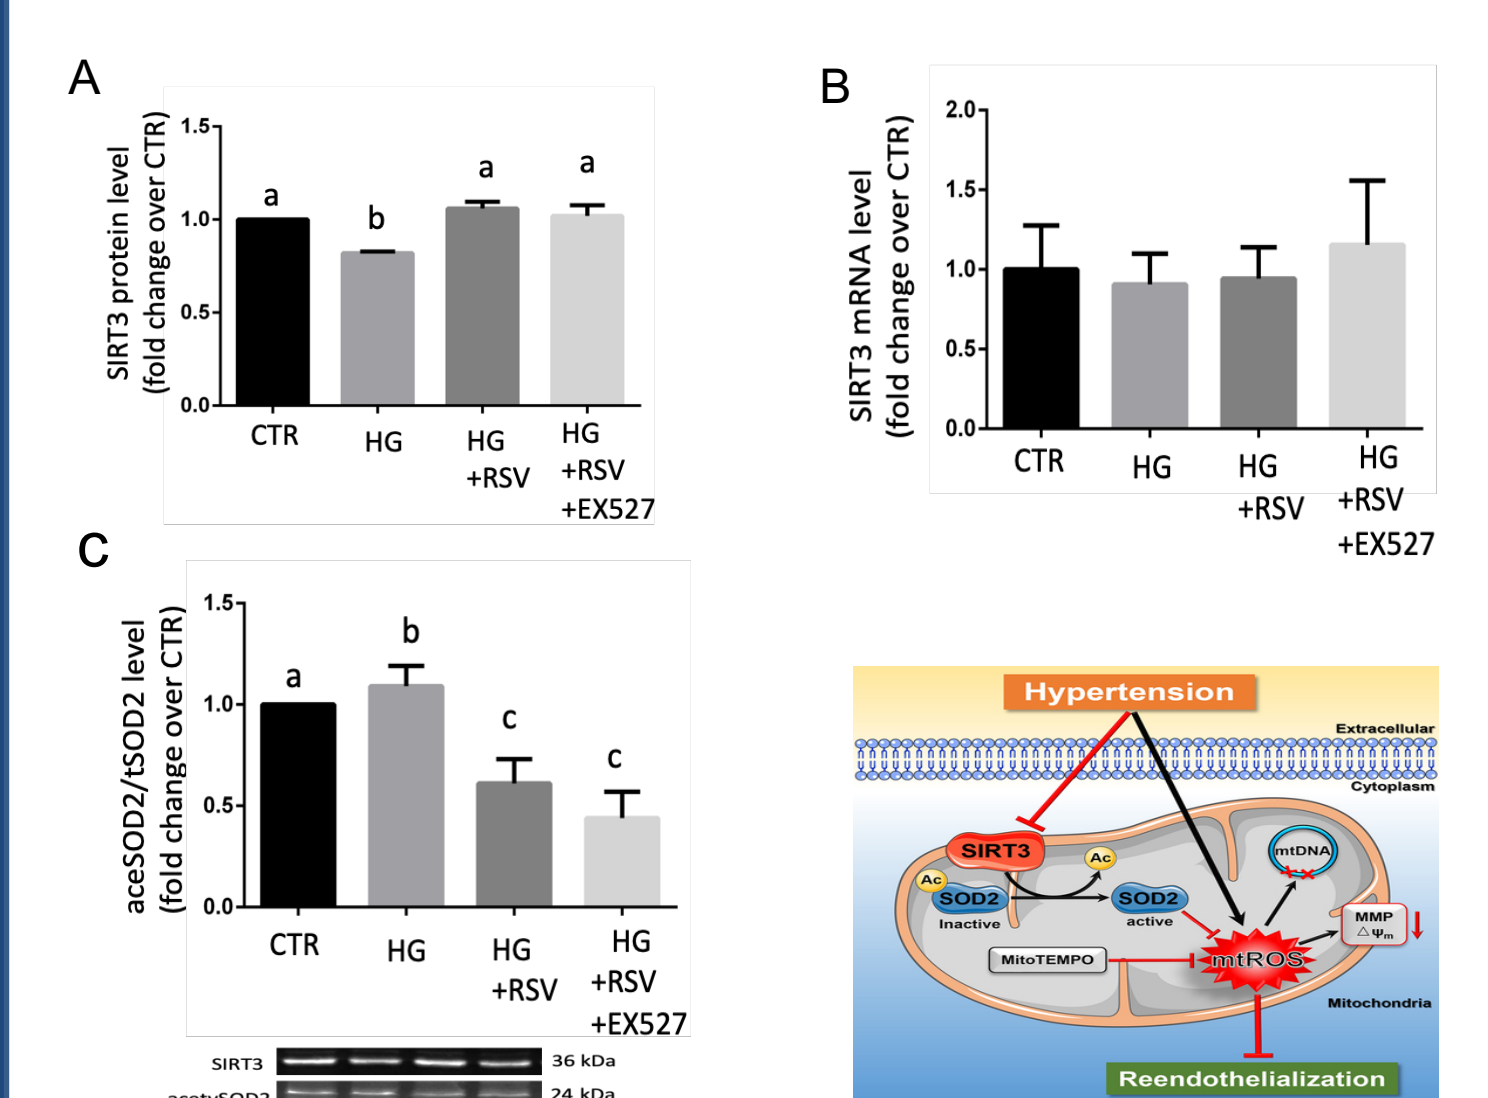 A
SIRT3 protein level
(fold change over CTR)
1.5
1.0
0.5
0.0
a
b
a
a
CTR
HG
HG
+RSV
HG
+RSV
+EX527
B
SIRT3 mRNA level
(fold change over CTR)
2.0
1.5
1.0
0.5
0.0
CTR
HG
HG
+RSV
HG
+RSV
+EX527
C
aceSOD2/tSOD2 level
(fold change over CTR)
1.5
1.0
0.5
0.0
a
b
c
c
CTR
HG
HG
+RSV
HG
+RSV
+EX527
SIRT3 36 kDa
acetySOD2 24 kDa
Hypertension
Extracellular
Cytoplasm
SIRT3
Ac
Ac
SOD2
Inactive
SOD2
active
mtDNA
MMP
△Ψm
MitoTEMPO
mtROS
Mitochondria
Reendothelialization